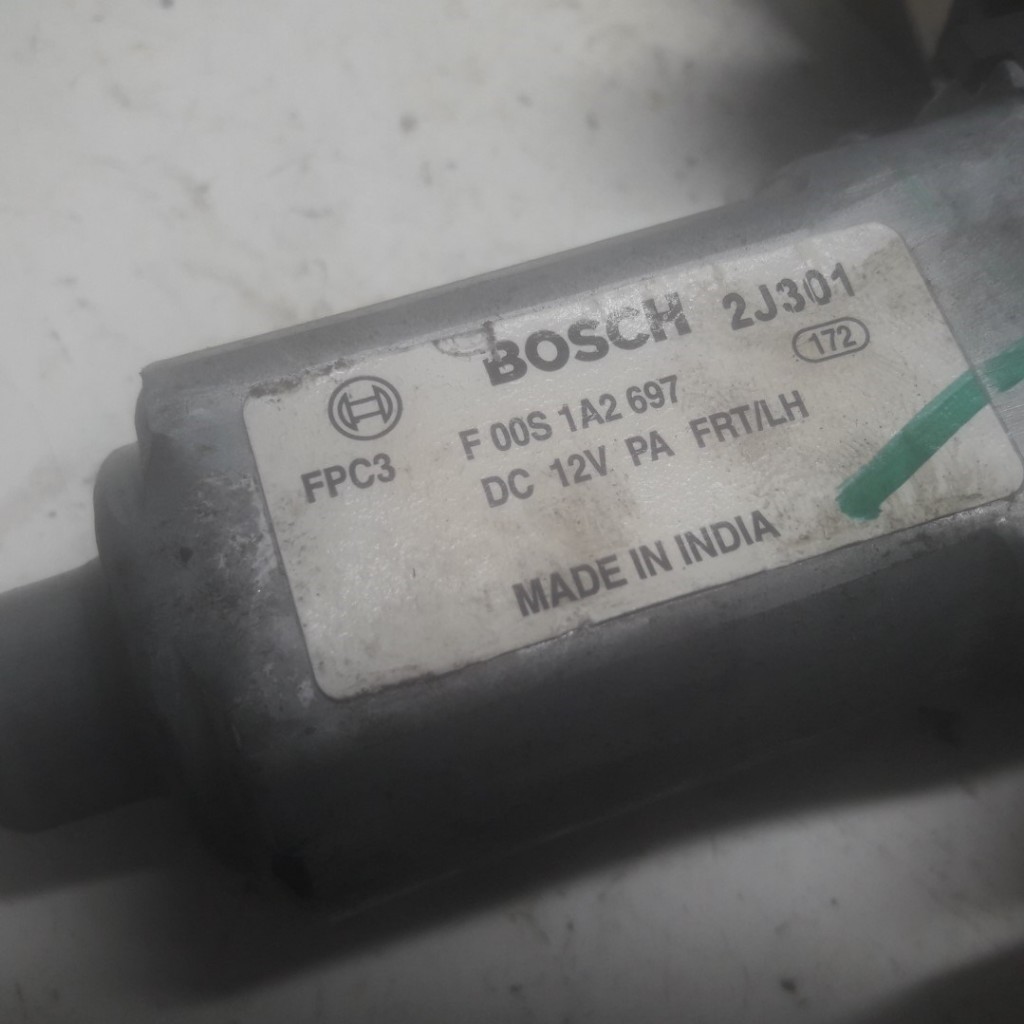 BOSCH 2J301
172
F 00S 1A2 697
FPC3 DC 12V PA FRT/LH
MADE IN INDIA